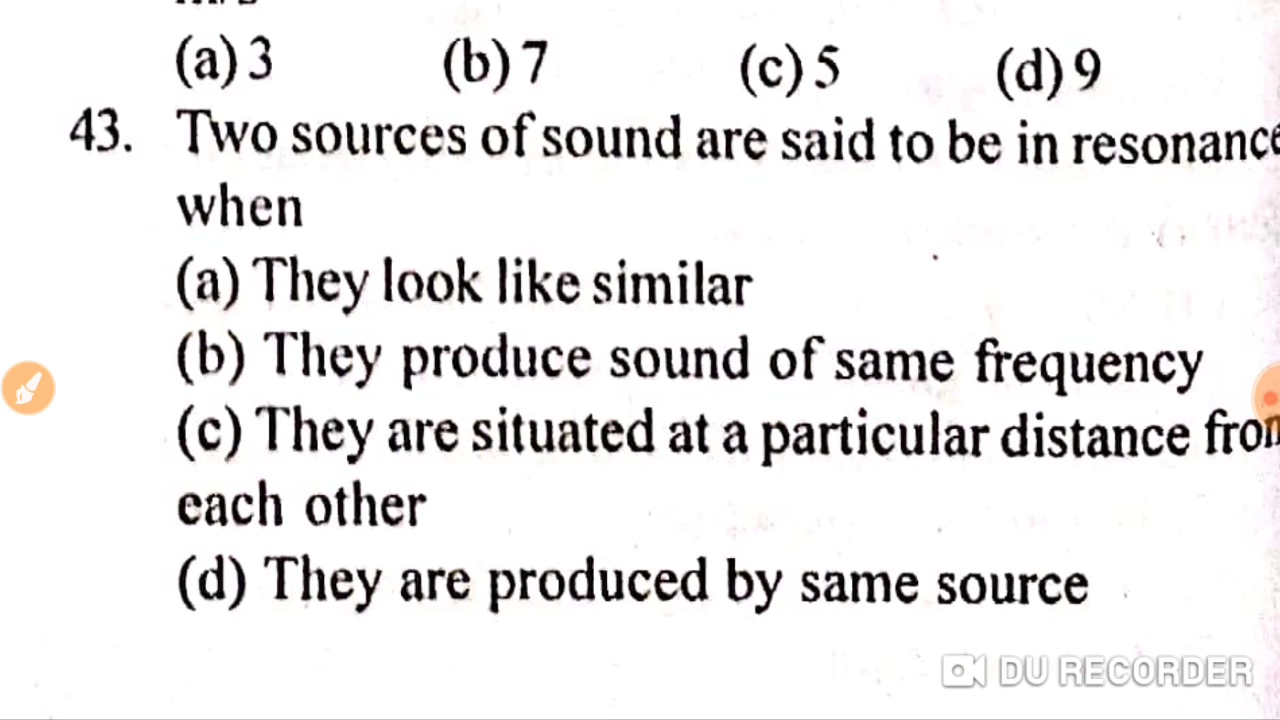 (a) 3 (b) 7 (c) 5 (d) 9
43. Two sources of sound are said to be in resonance
when
(a) They look like similar
(b) They produce sound of same frequency
(c) They are situated at a particular distance from
each other
(d) They are produced by same source
DU RECORDER